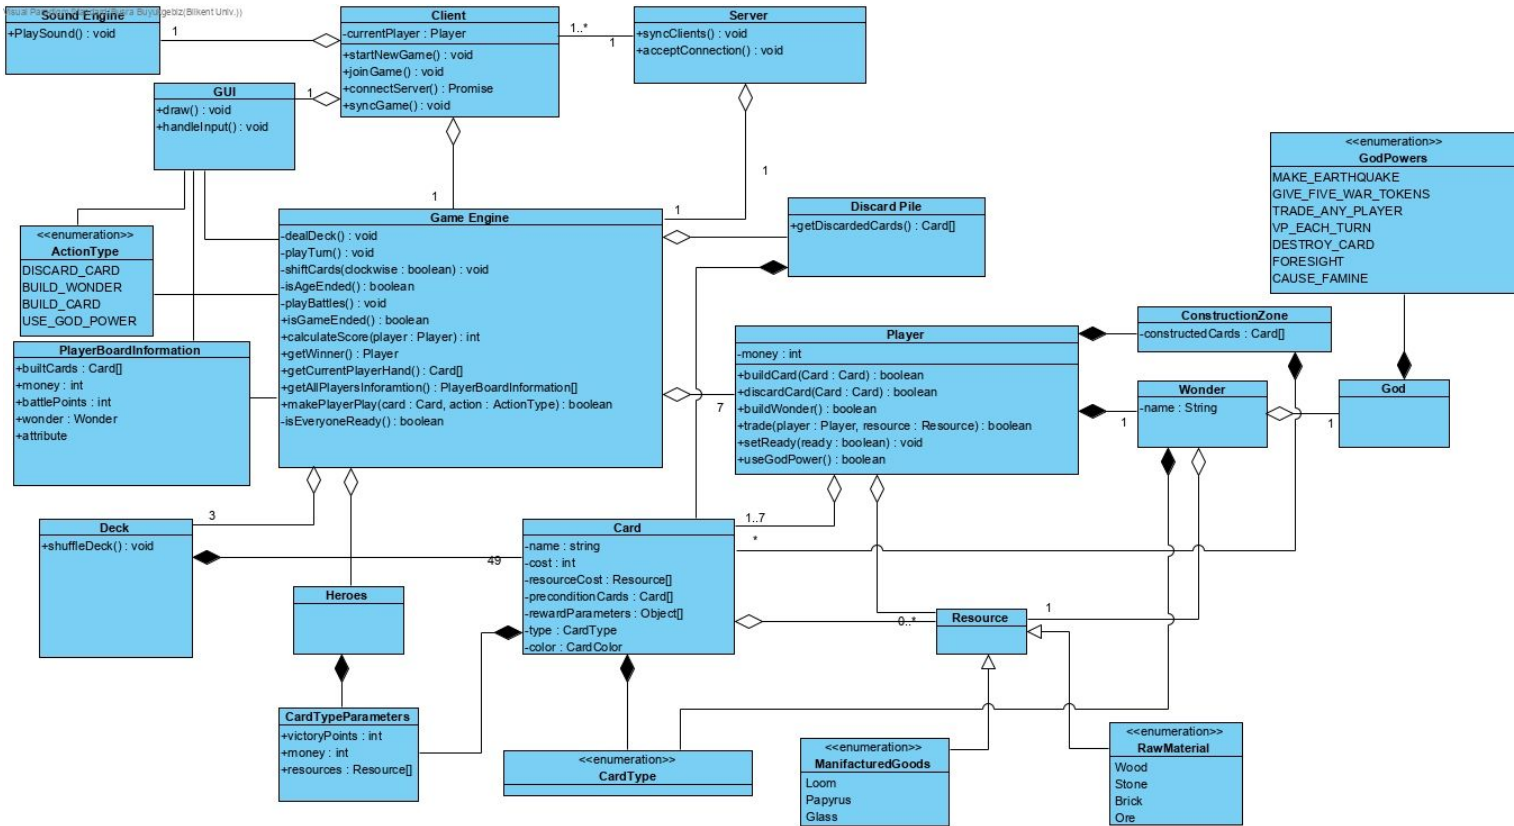 Sound Engine
+PlaySound() : void
1
Client
-currentPlayer : Player
+startNewGame() : void
+joinGame() : void
+connectServer() : Promise
+syncGame() : void
1..*
1
Server
+syncClients() : void
+acceptConnection() : void
GUI
+draw() : void
+handleInput() : void
1
1
1
1
<<enumeration>>
GodPowers
MAKE_EARTHQUAKE
GIVE_FIVE_WAR_TOKENS
TRADE_ANY_PLAYER
VP_EACH_TURN
DESTROY_CARD
FORESIGHT
CAUSE_FAMINE
<<enumeration>>
ActionType
DISCARD_CARD
BUILD_WONDER
BUILD_CARD
USE_GOD_POWER
Game Engine
-dealDeck() : void
-playTurn() : void
-shiftCards(clockwise : boolean) : void
-isAgeEnded() : boolean
-playBattles() : void
+isGameEnded() : boolean
+calculateScore(player : Player) : int
+getWinner() : Player
+getCurrentPlayerHand() : Card[]
+getAllPlayersInforamtion() : PlayerBoardInformation[]
+makePlayerPlay(card : Card, action : ActionType) : boolean
-isEveryoneReady() : boolean
Discard Pile
+getDiscardedCards() : Card[]
PlayerBoardInformation
+builtCards : Card[]
+money : int
+battlePoints : int
+wonder : Wonder
+attribute
Player
-money : int
+buildCard(Card : Card) : boolean
+discardCard(Card : Card) : boolean
+buildWonder() : boolean
+trade(player : Player, resource : Resource) : boolean
+setReady(ready : boolean) : void
+useGodPower() : boolean
7
ConstructionZone
-constructedCards : Card[]
Wonder
-name : String
1
God
1
3
Deck
+shuffleDeck() : void
49
Card
-name : string
-cost : int
-resourceCost : Resource[]
-preconditionCards : Card[]
-rewardParameters : Object[]
-type : CardType
-color : CardColor
1..7
*
Heroes
Resource
0..*
1
CardTypeParameters
+victoryPoints : int
+money : int
+resources : Resource[]
<<enumeration>>
CardType
<<enumeration>>
ManifacturedGoods
Loom
Papyrus
Glass
<<enumeration>>
RawMaterial
Wood
Stone
Brick
Ore